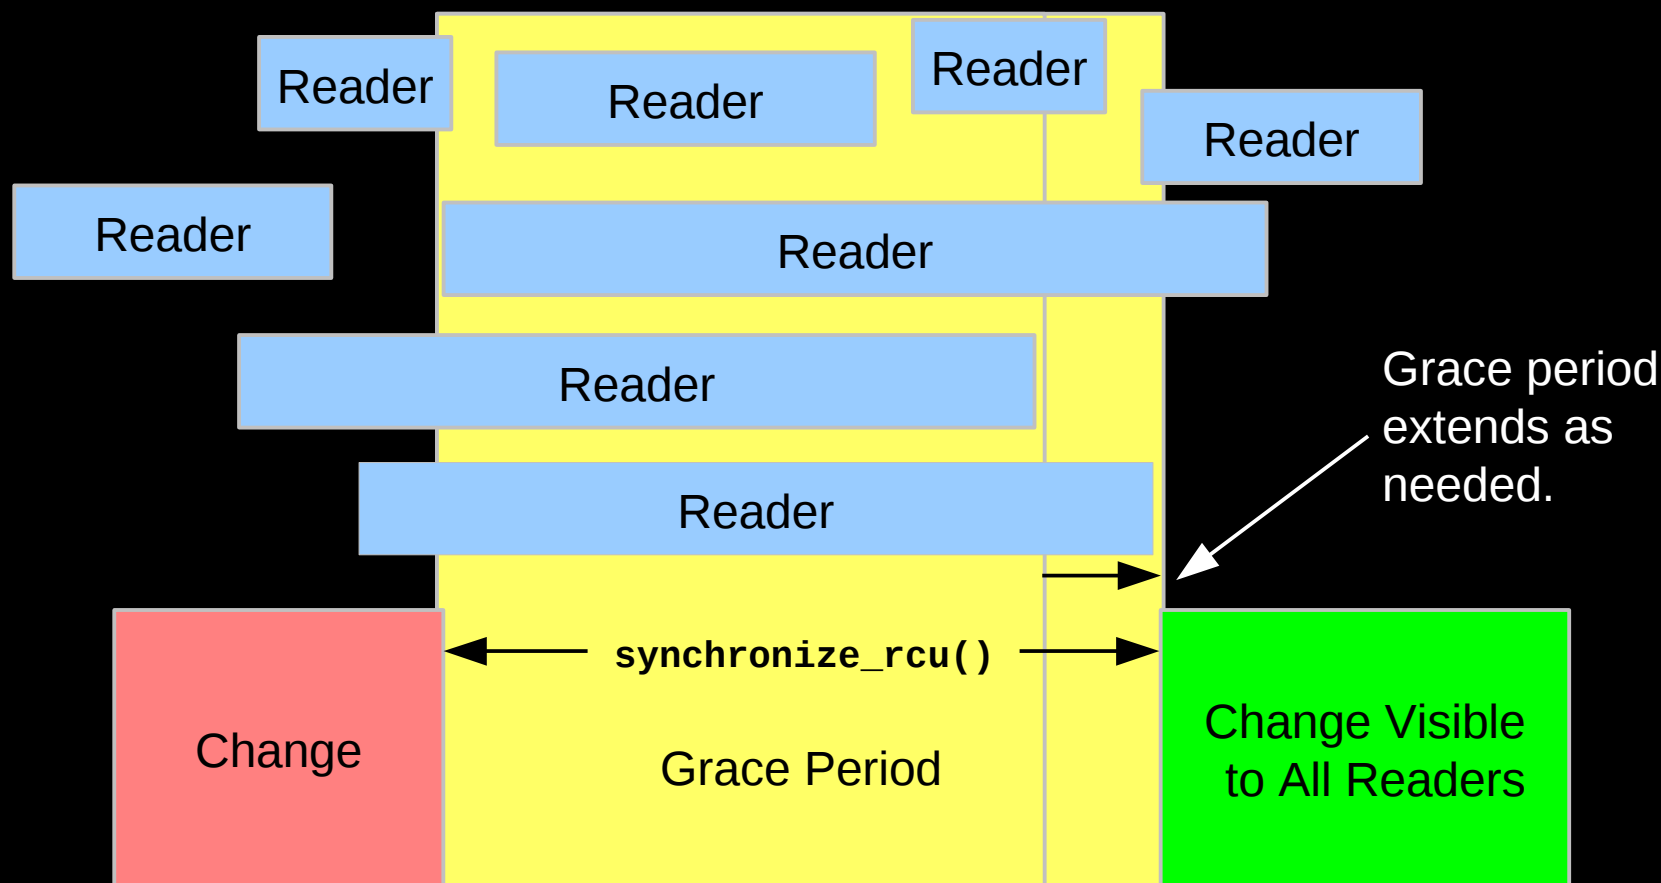 Reader
Reader
Reader
Reader
Reader
Reader
Reader
Reader
Grace period
extends as
needed.
synchronize_rcu()
Change
Grace Period
Change Visible
to All Readers